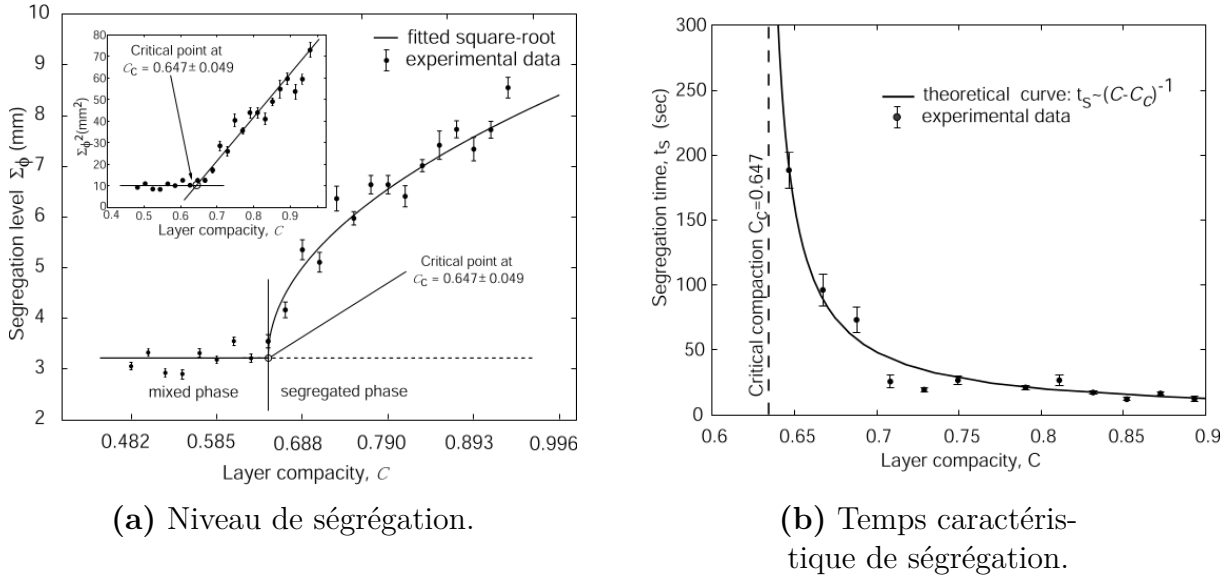 10
9
8
7
6
5
4
3
2
Segregation level Σϕ (mm)
0.482
0.585
0.688
0.790
0.893
0.996
Layer compacity, C
fitted square-root
experimental data
Critical point at
Cc = 0.647± 0.049
mixed phase
segregated phase
80
70
60
50
40
30
20
10
0
Σϕ² (mm²)
0.4
0.5
0.6
0.7
0.8
0.9
Layer compacity, C
Critical point at
Cc = 0.647± 0.049
(a) Niveau de ségrégation.
300
250
200
150
100
50
0
Segregation time, tS (sec)
0.6
0.65
0.7
0.75
0.8
0.85
0.9
Layer compacity, C
Critical compaction Cc=0.647
theoretical curve: tS~(C-Cc)⁻¹
experimental data
(b) Temps caractéris-
tique de ségrégation.